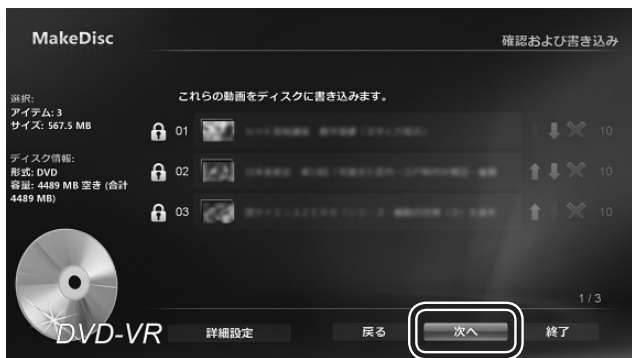 MakeDisc
確認および書き込み
選択:
アイテム: 3
サイズ: 567.5 MB
ディスク情報:
形式: DVD
容量: 4489 MB 空き (合計
4489 MB)
これらの動画をディスクに書き込みます。
01
10
02
10
03
10
1 / 3
DVD-VR
詳細設定
戻る
次へ
終了